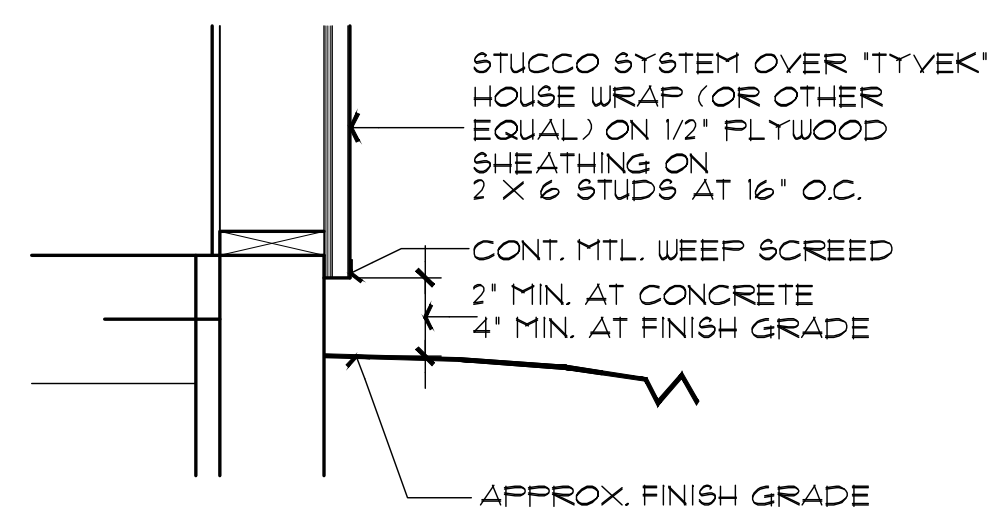 STUCCO SYSTEM OVER "TYVEK"
HOUSE WRAP (OR OTHER
EQUAL) ON 1/2" PLYWOOD
SHEATHING ON
2 X 6 STUDS AT 16" O.C.
CONT. MTL. WEEP SCREED
2" MIN. AT CONCRETE
4" MIN. AT FINISH GRADE
APPROX. FINISH GRADE